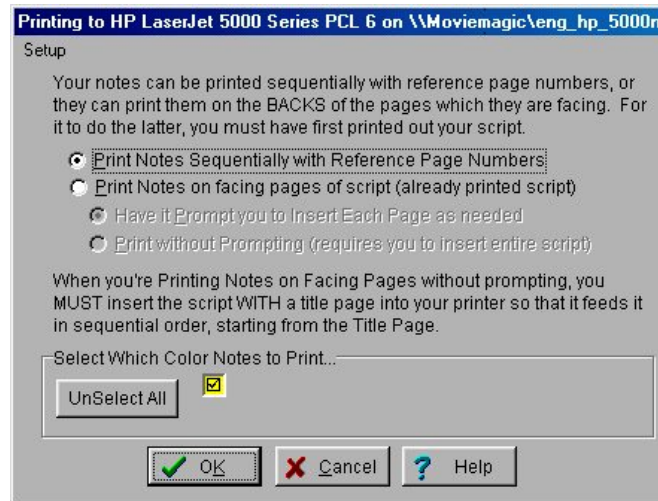 Printing to HP LaserJet 5000 Series PCL 6 on \\Moviemagic\eng_hp_5000n
Setup
Your notes can be printed sequentially with reference page numbers, or
they can print them on the BACKS of the pages which they are facing. For
it to do the latter, you must have first printed out your script.
Print Notes Sequentially with Reference Page Numbers
Print Notes on facing pages of script (already printed script)
Have it Prompt you to Insert Each Page as needed
Print without Prompting (requires you to insert entire script)
When you're Printing Notes on Facing Pages without prompting, you
MUST insert the script WITH a title page into your printer so that it feeds it
in sequential order, starting from the Title Page.
Select Which Color Notes to Print...
UnSelect All
OK
Cancel
Help